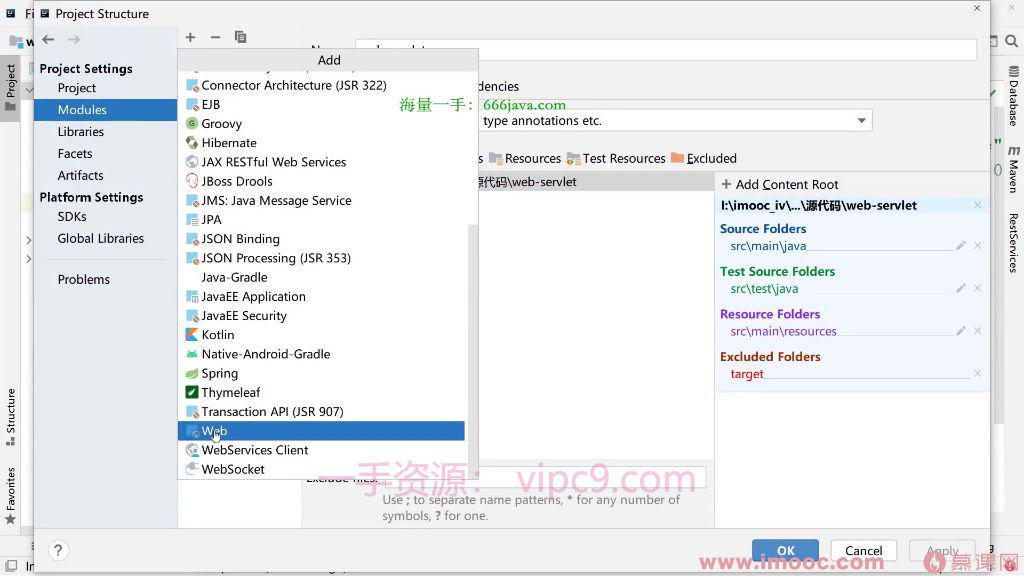 Project Structure
Project Settings
Project
Modules
Libraries
Facets
Artifacts
Platform Settings
SDKs
Global Libraries
Problems
Add
Connector Architecture (JSR 322)
EJB
Groovy
Hibernate
JAX RESTful Web Services
JBoss Drools
JMS: Java Message Service
JPA
JSON Binding
JSON Processing (JSR 353)
Java-Gradle
JavaEE Application
JavaEE Security
Kotlin
Native-Android-Gradle
Spring
Thymeleaf
Transaction API (JSR 907)
Web
WebServices Client
WebSocket
海量一手：666java.com
type annotations etc.
Resources Test Resources Excluded
源代码\web-servlet
Add Content Root
I:\imooc_iv\...\源代码\web-servlet
Source Folders
src\main\java
Test Source Folders
src\test\java
Resource Folders
src\main\resources
Excluded Folders
target
一手资源： vipc9.com
Use ; to separate name patterns, * for any number of
symbols, ? for one.
?
OK Cancel Apply
www.imooc.com 慕课网
Project
Structure
Favorites
Database
Maven
RestServices